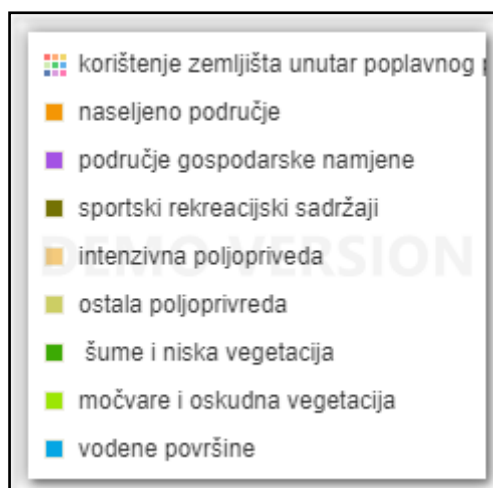 korištenje zemljišta unutar poplavnog
naseljeno područje
područje gospodarske namjene
sportski rekreacijski sadržaji
DEMO VERSION
intenzivna poljopriveda
ostala poljoprivreda
šume i niska vegetacija
močvare i oskudna vegetacija
vodene površine